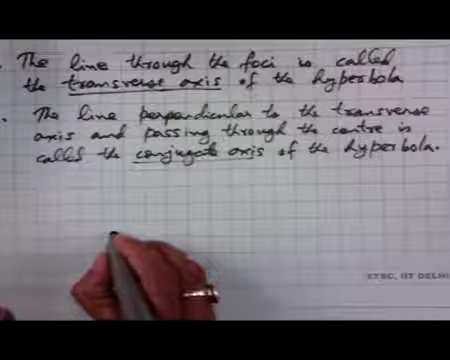 . The line through the foci is called
the transverse axis of the hyperbola
. The line perpendicular to the transverse
axis and passing through the centre is
called the conjugate axis of the hyperbola.
ETSC, IIT DELHI